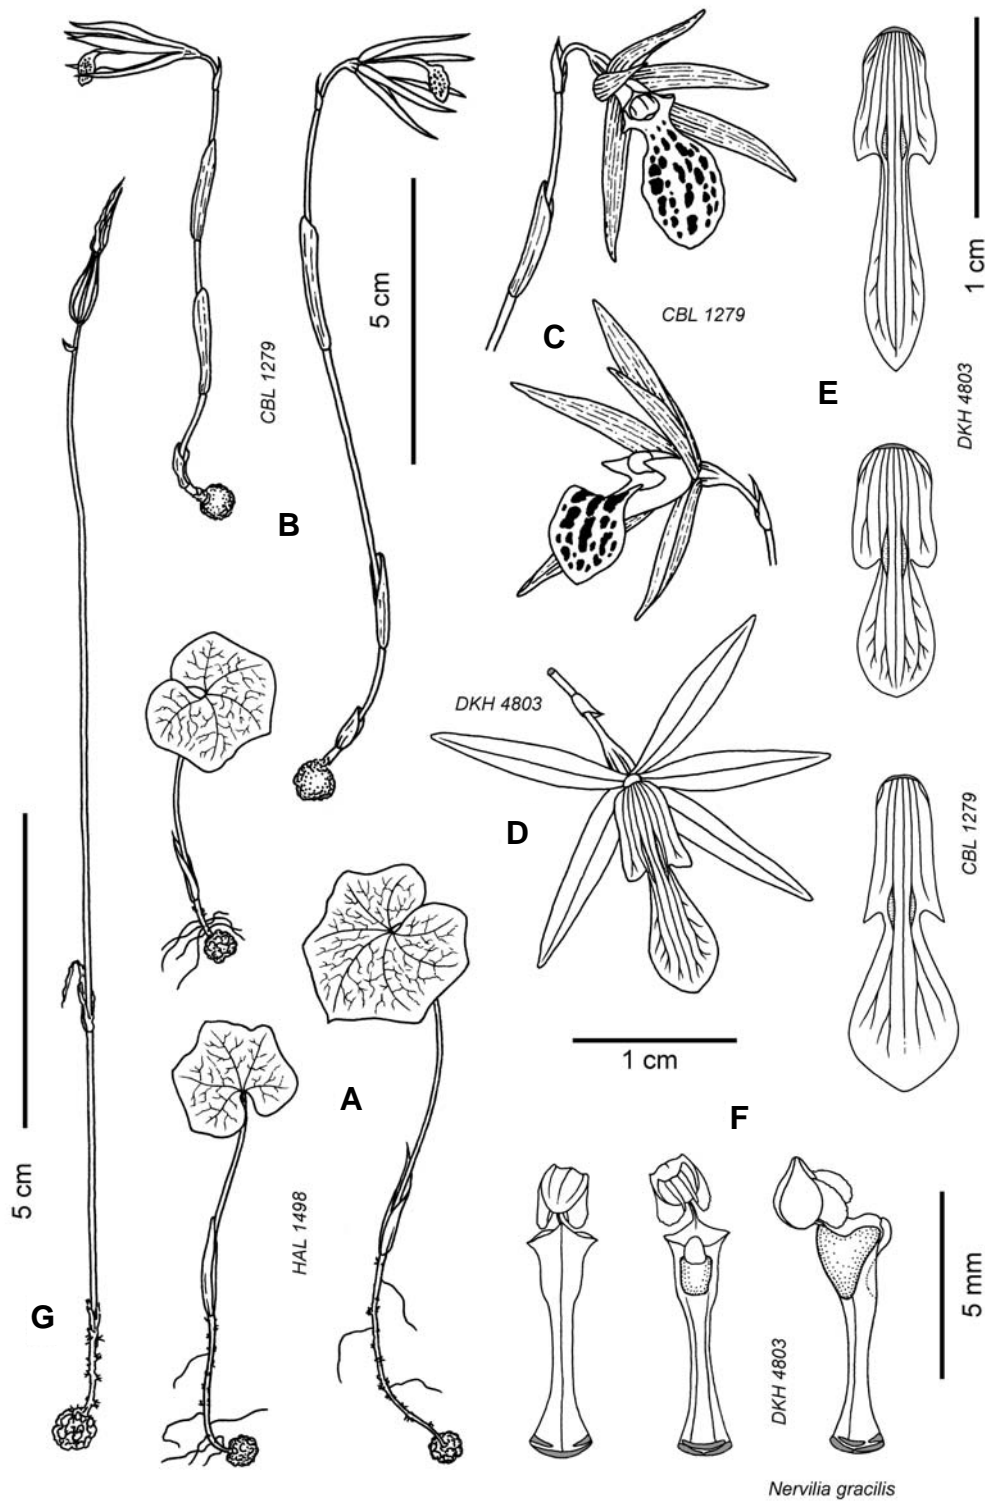 CBL 1279
B
5 cm
C
CBL 1279
1 cm
E
DKH 4803
DKH 4803
D
1 cm
CBL 1279
A
HAL 1498
5 cm
G
F
DKH 4803
5 mm
Nervilia gracilis